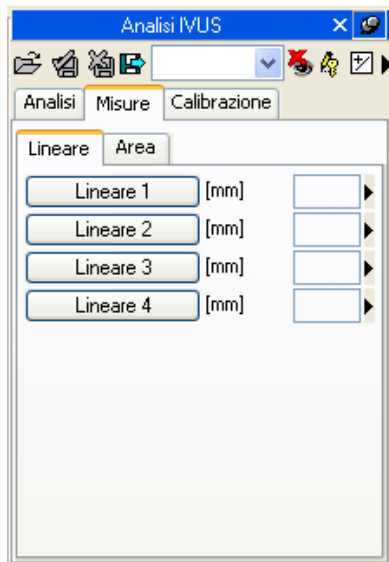 Analisi IVUS
Analisi Misure Calibrazione
Lineare Area
Lineare 1 [mm]
Lineare 2 [mm]
Lineare 3 [mm]
Lineare 4 [mm]